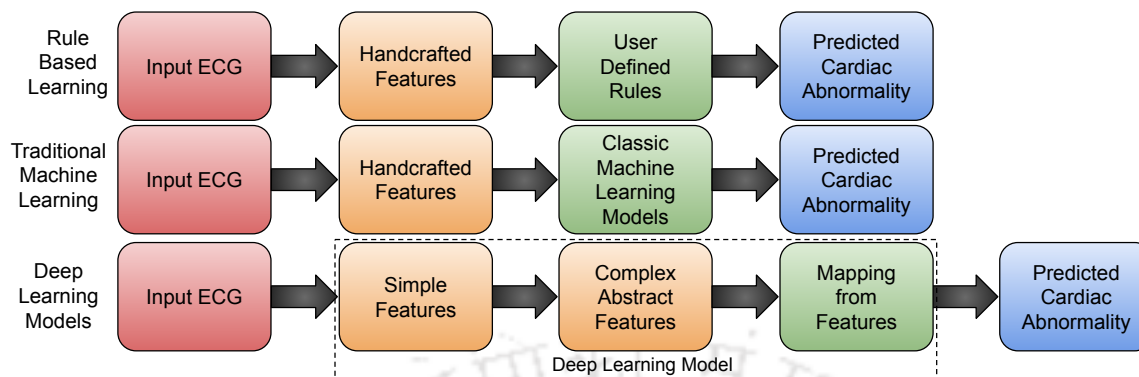 Rule
Based
Learning
Input ECG
Handcrafted
Features
User
Defined
Rules
Predicted
Cardiac
Abnormality
Traditional
Machine
Learning
Input ECG
Handcrafted
Features
Classic
Machine
Learning
Models
Predicted
Cardiac
Abnormality
Deep
Learning
Models
Input ECG
Simple
Features
Complex
Abstract
Features
Mapping
from
Features
Predicted
Cardiac
Abnormality
Deep Learning Model